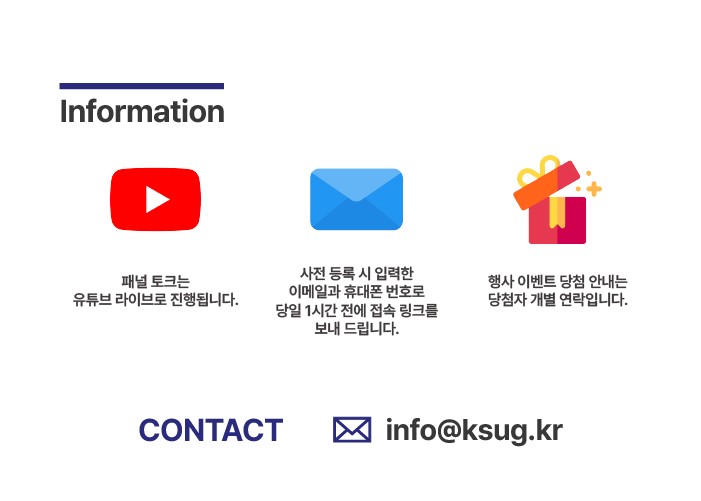 Information
패널 토크는
유튜브 라이브로 진행됩니다.
사전 등록 시 입력한
이메일과 휴대폰 번호로
당일 1시간 전에 접속 링크를
보내 드립니다.
행사 이벤트 당첨 안내는
당첨자 개별 연락입니다.
CONTACT
info@ksug.kr